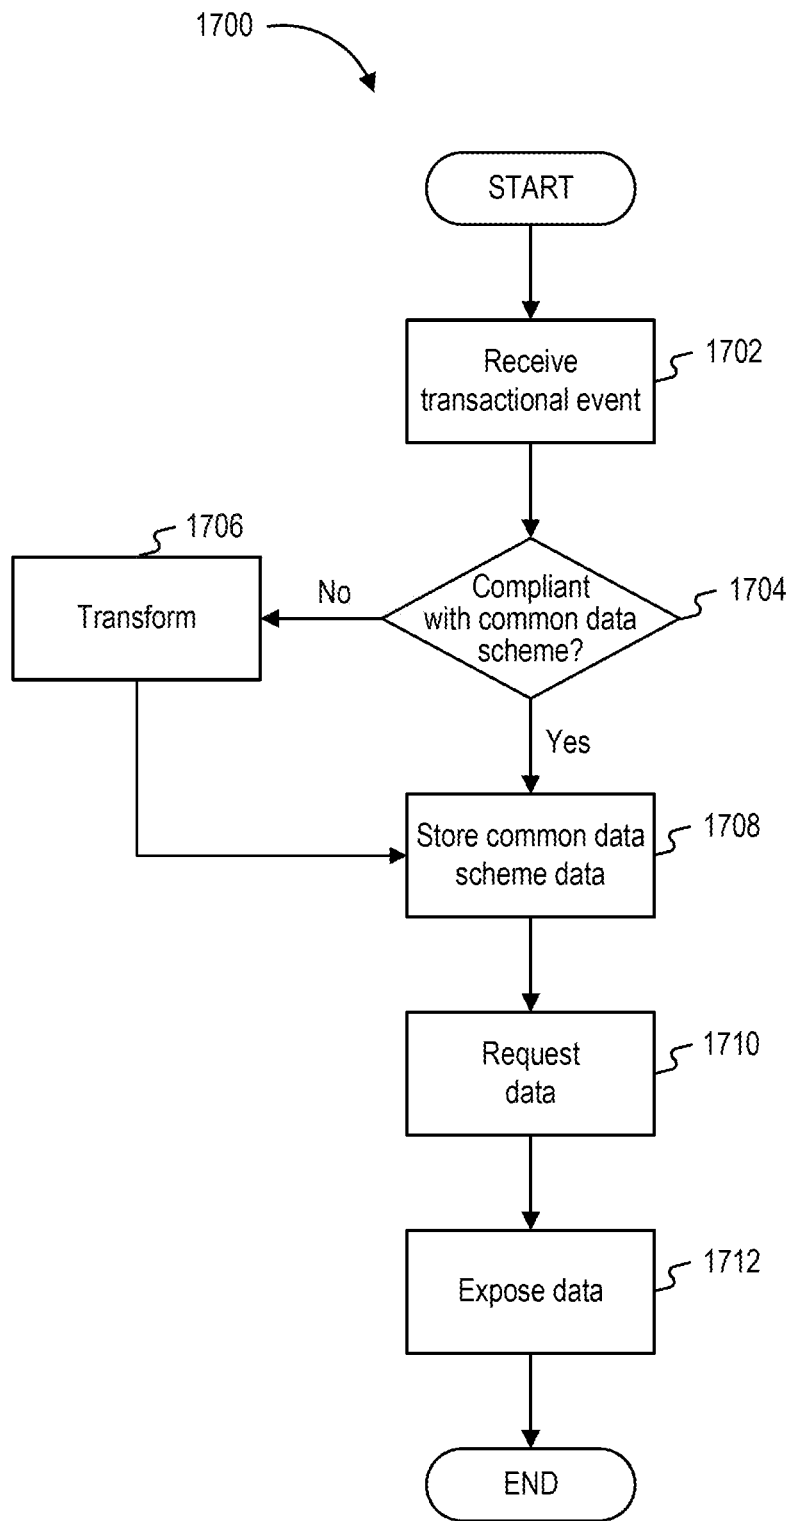 1700
START
Receive
transactional event
1702
1706
Transform
No
Compliant
with common data
scheme?
1704
Yes
Store common data
scheme data
1708
Request
data
1710
Expose data
1712
END